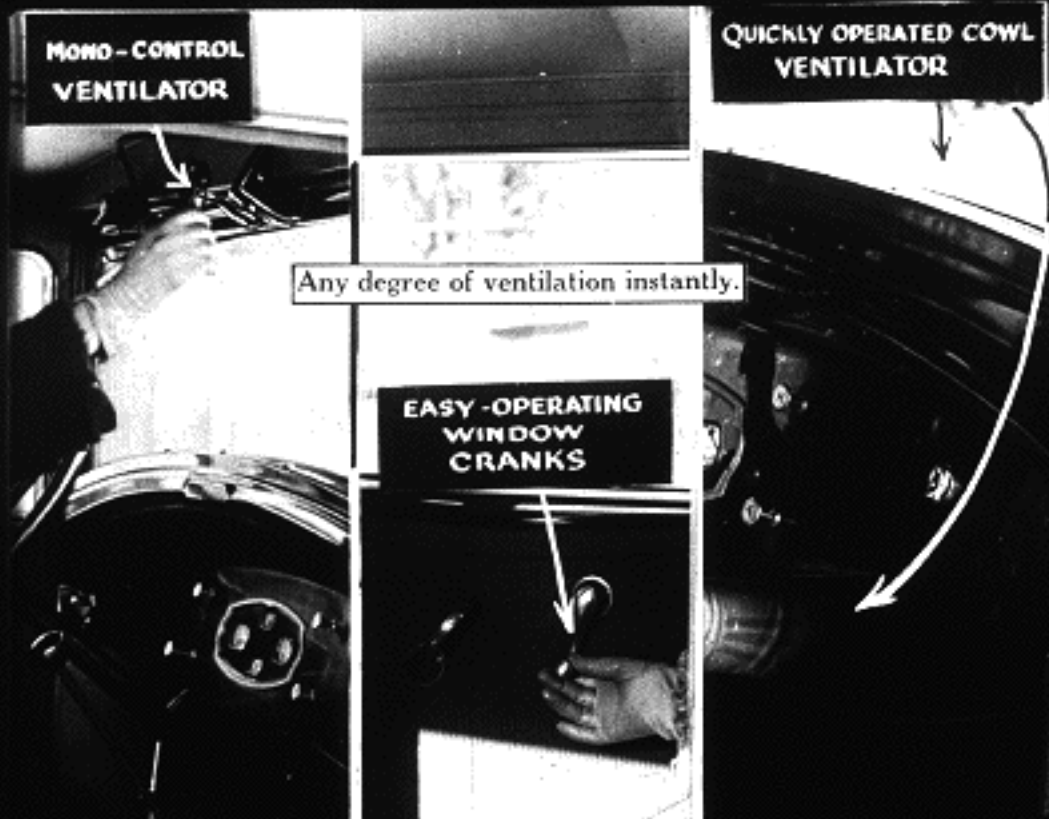 MONO-CONTROL
VENTILATOR
QUICKLY OPERATED COWL
VENTILATOR
Any degree of ventilation instantly.
EASY-OPERATING
WINDOW
CRANKS